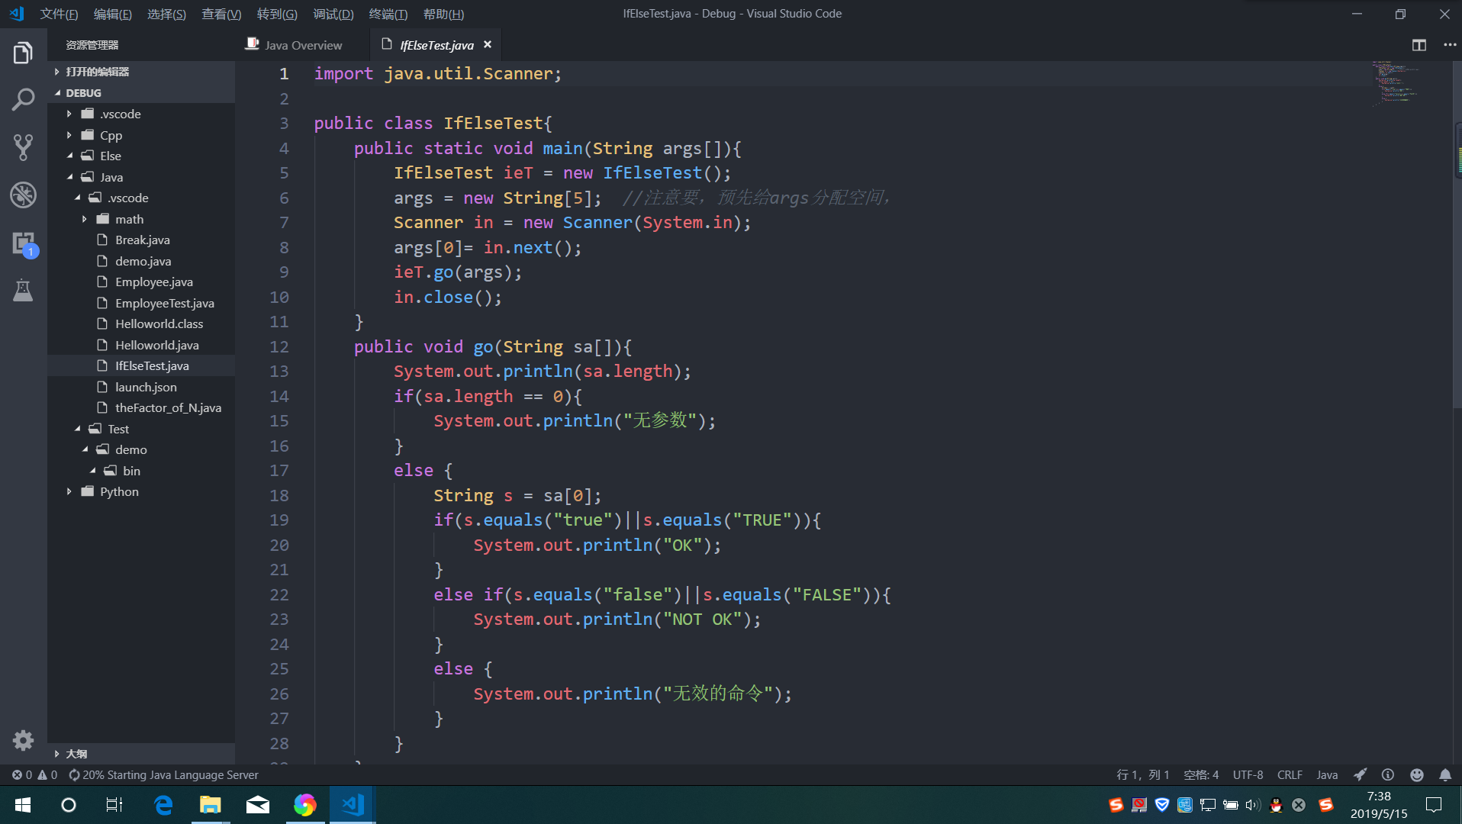 文件(F) 编辑(E) 选择(S) 查看(V) 转到(G) 调试(D) 终端(T) 帮助(H) IfElseTest.java - Debug - Visual Studio Code
资源管理器
打开的编辑器
DEBUG
.vscode
Cpp
Else
Java
.vscode
math
Break.java
demo.java
Employee.java
EmployeeTest.java
Helloworld.class
Helloworld.java
IfElseTest.java
launch.json
theFactor_of_N.java
Test
demo
bin
Python
大纲
1
Java Overview IfElseTest.java
1 import java.util.Scanner;
2
3 public class IfElseTest{
4 public static void main(String args[]){
5 IfElseTest ieT = new IfElseTest();
6 args = new String[5]; //注意要，预先给args分配空间，
7 Scanner in = new Scanner(System.in);
8 args[0]= in.next();
9 ieT.go(args);
10 in.close();
11 }
12 public void go(String sa[]){
13 System.out.println(sa.length);
14 if(sa.length == 0){
15 System.out.println("无参数");
16 }
17 else {
18 String s = sa[0];
19 if(s.equals("true")||s.equals("TRUE")){
20 System.out.println("OK");
21 }
22 else if(s.equals("false")||s.equals("FALSE")){
23 System.out.println("NOT OK");
24 }
25 else {
26 System.out.println("无效的命令");
27 }
28 }
0 0 20% Starting Java Language Server 行 1，列 1 空格: 4 UTF-8 CRLF Java
7:38
2019/5/15